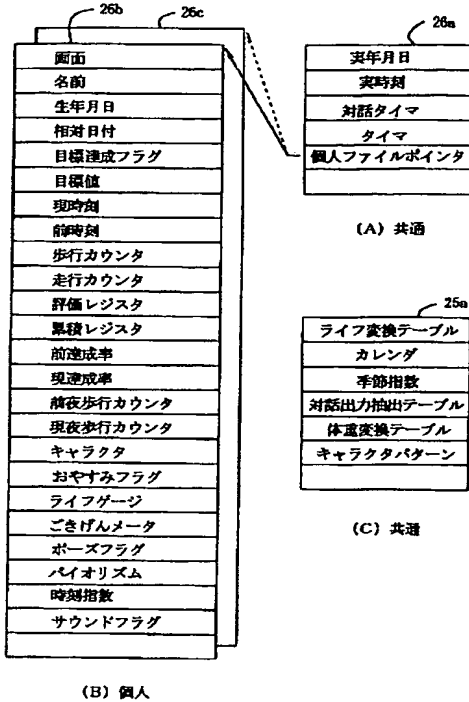 26b
26c
画面
名前
生年月日
相対日付
目標達成フラグ
目標値
現時刻
前時刻
歩行カウンタ
走行カウンタ
評価レジスタ
累積レジスタ
前達成率
現達成率
前夜歩行カウンタ
現夜歩行カウンタ
キャラクタ
おやすみフラグ
ライフゲージ
ごきげんメータ
ポーズフラグ
バイオリズム
時刻指数
サウンドフラグ
(B) 個人
26a
実年月日
実時刻
対話タイマ
タイマ
個人ファイルポインタ
(A) 共通
25a
ライフ変換テーブル
カレンダ
季節指数
対話出力抽出テーブル
体重変換テーブル
キャラクタパターン
(C) 共通